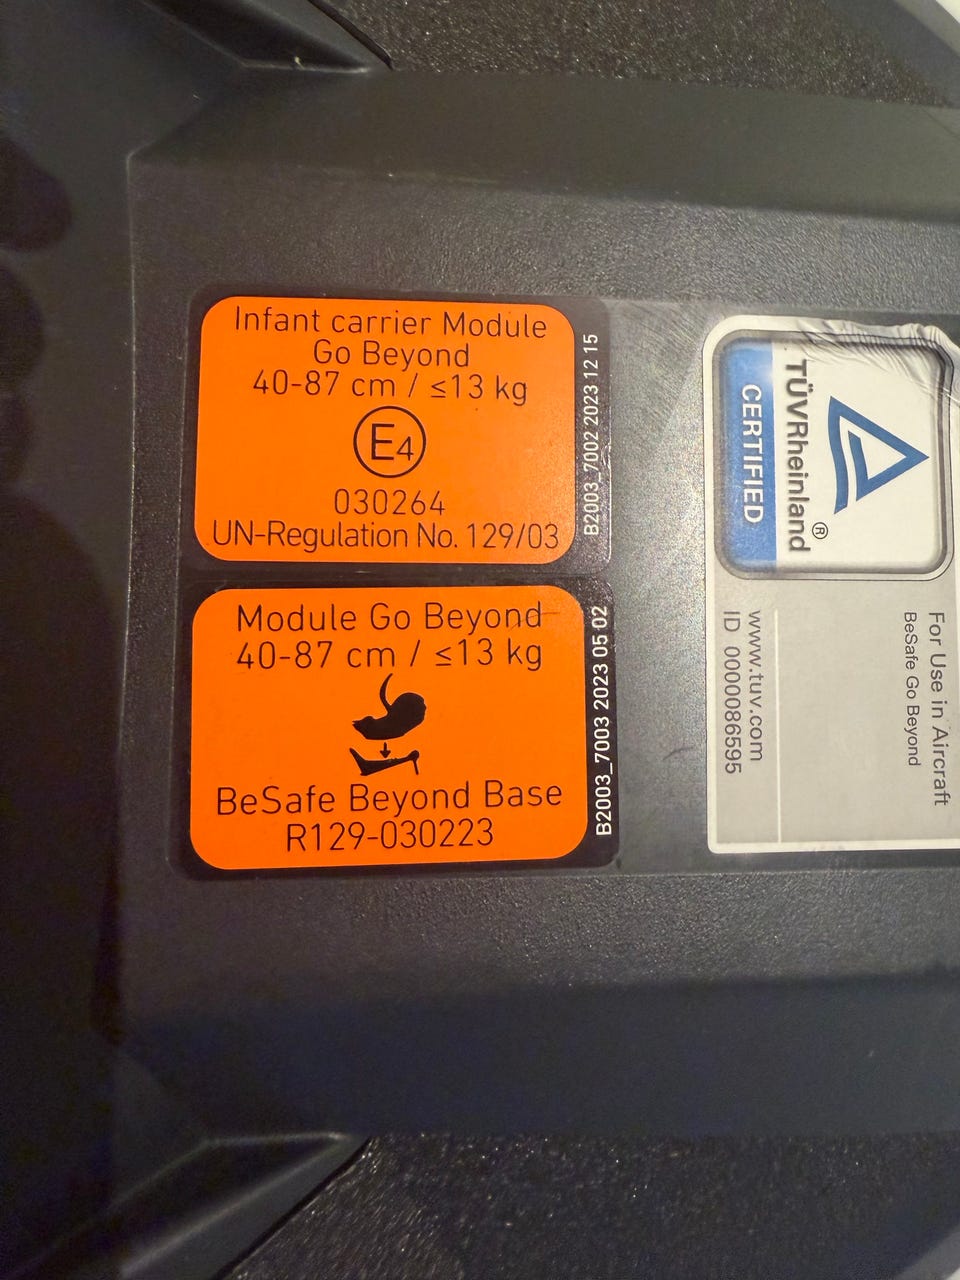 Infant carrier Module
Go Beyond
40-87 cm / ≤13 kg
E4
030264
UN-Regulation No. 129/03
B2003_7002 2023 12 15
Module Go Beyond
40-87 cm / ≤13 kg
BeSafe Beyond Base
R129-030223
B2003_7003 2023 05 02
TÜVRheinland®
CERTIFIED
For Use in Aircraft
BeSafe Go Beyond
www.tuv.com
ID 0000086595